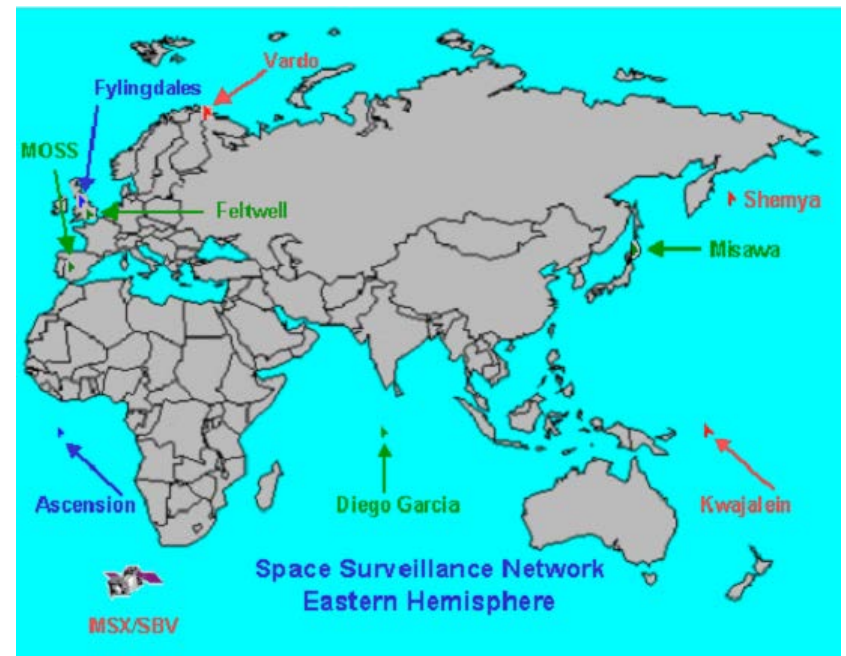 Vardo
Fylingdales
MOSS
Feltwell
Shemya
Misawa
Ascension
Diego Garcia
Kwajalein
Space Surveillance Network
Eastern Hemisphere
MSX/SBV